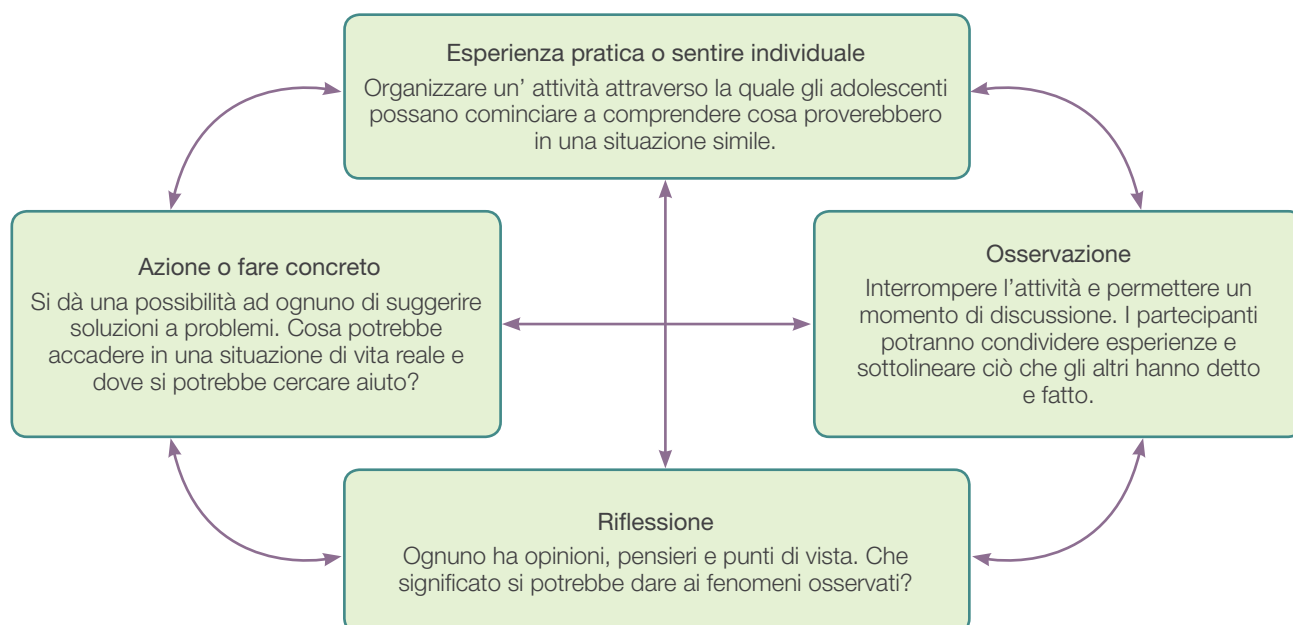 Esperienza pratica o sentire individuale
Organizzare un’ attività attraverso la quale gli adolescenti
possano cominciare a comprendere cosa proverebbero
in una situazione simile.
Azione o fare concreto
Si dà una possibilità ad ognuno di suggerire
soluzioni a problemi. Cosa potrebbe
accadere in una situazione di vita reale e
dove si potrebbe cercare aiuto?
Osservazione
Interrompere l’attività e permettere un
momento di discussione. I partecipanti
potranno condividere esperienze e
sottolineare ciò che gli altri hanno detto
e fatto.
Riflessione
Ognuno ha opinioni, pensieri e punti di vista. Che
significato si potrebbe dare ai fenomeni osservati?